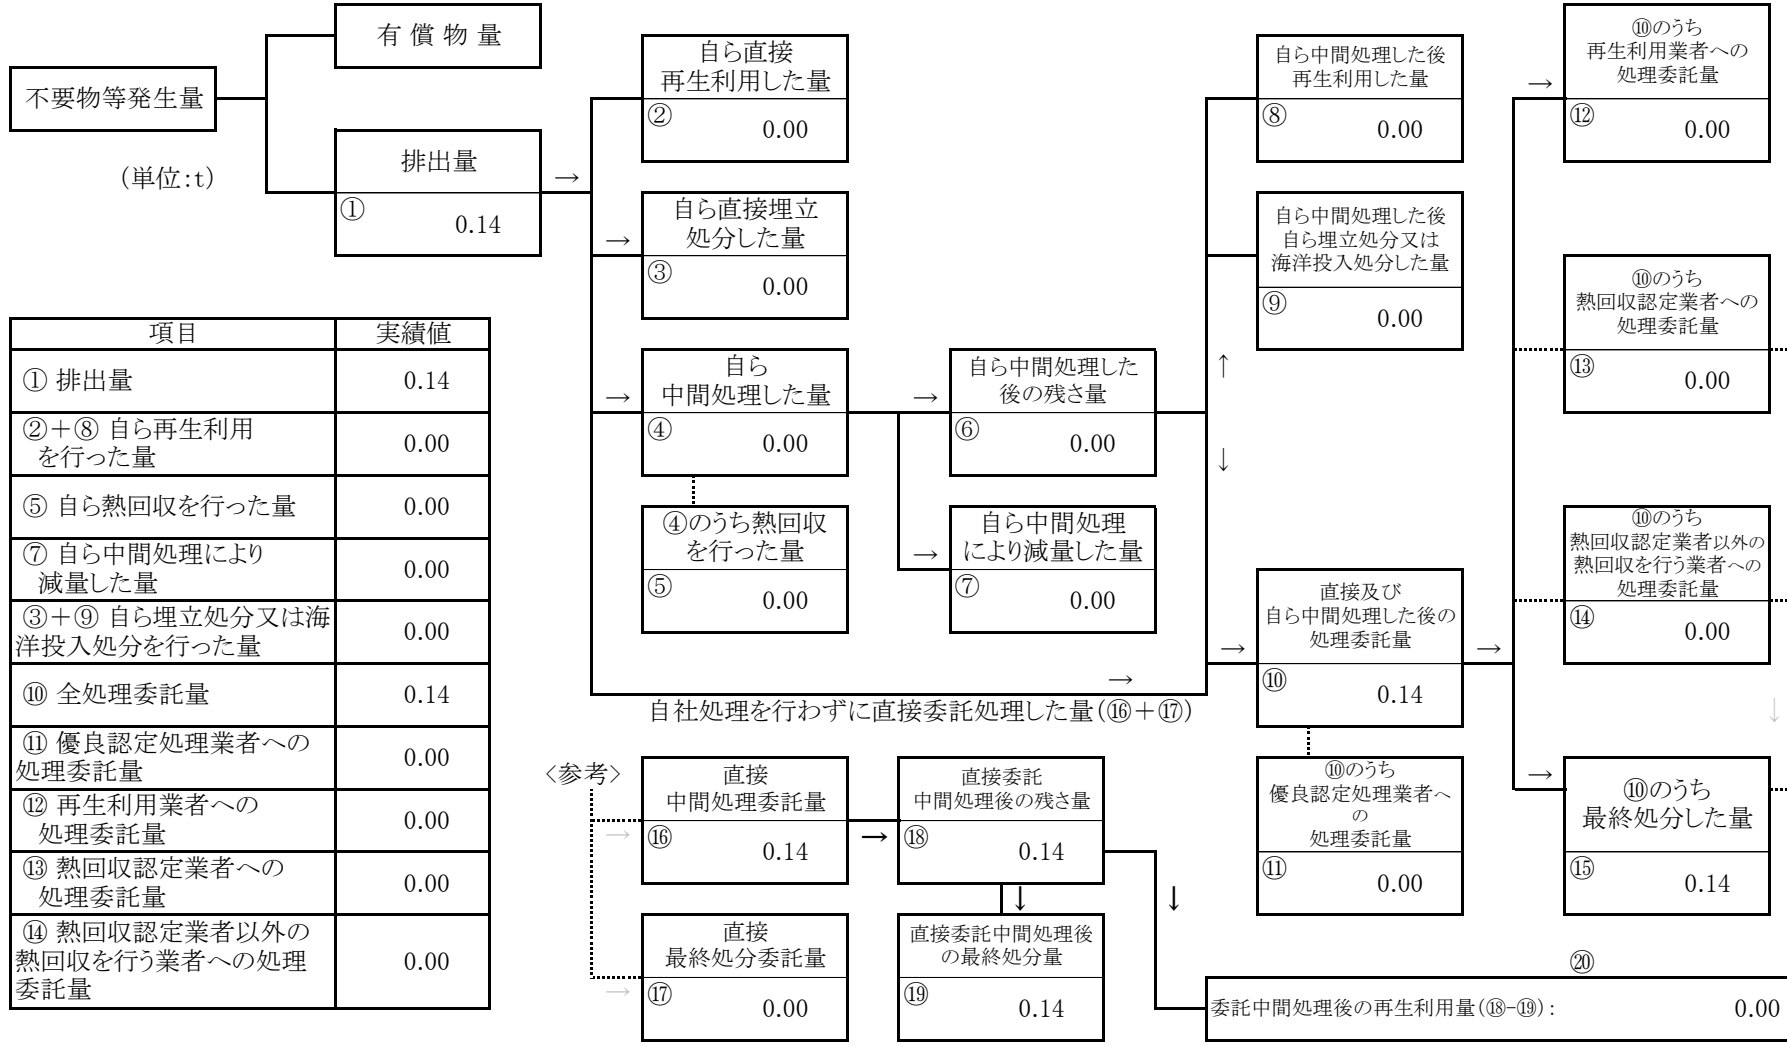 有 償 物 量
不要物等発生量
(単位:t)
排出量
① 0.14
→
自ら直接
再生利用した量
② 0.00
→
自ら直接埋立
処分した量
③ 0.00
→
自ら
中間処理した量
④ 0.00
④のうち熱回収
を行った量
⑤ 0.00
→
自ら中間処理した
後の残さ量
⑥ 0.00
→
自ら中間処理
により減量した量
⑦ 0.00
自ら中間処理した後
再生利用した量
⑧ 0.00
自ら中間処理した後
自ら埋立処分又は
海洋投入処分した量
⑨ 0.00
↑
↓
→
直接及び
自ら中間処理した後の
処理委託量
⑩ 0.14
→
⑩のうち
優良認定処理業者へ
の
処理委託量
⑪ 0.00
→
⑩のうち
再生利用業者への
処理委託量
⑫ 0.00
⑩のうち
熱回収認定業者への
処理委託量
⑬ 0.00
⑩のうち
熱回収認定業者以外の
熱回収を行う業者への
処理委託量
⑭ 0.00
↓
→
⑩のうち
最終処分した量
⑮ 0.14
→
自社処理を行わずに直接委託処理した量(⑯+⑰)
〈参考〉
→
直接
中間処理委託量
⑯ 0.14
→
直接委託
中間処理後の残さ量
⑱ 0.14
↓
↓
→
直接
最終処分委託量
⑰ 0.00
直接委託中間処理後
の最終処分量
⑲ 0.14
⑳
委託中間処理後の再生利用量(⑱-⑲): 0.00
項目 実績値
① 排出量 0.14
②+⑧ 自ら再生利用
を行った量 0.00
⑤ 自ら熱回収を行った量 0.00
⑦ 自ら中間処理により
減量した量 0.00
③+⑨ 自ら埋立処分又は海
洋投入処分を行った量 0.00
⑩ 全処理委託量 0.14
⑪ 優良認定処理業者への
処理委託量 0.00
⑫ 再生利用業者への
処理委託量 0.00
⑬ 熱回収認定業者への
処理委託量 0.00
⑭ 熱回収認定業者以外の
熱回収を行う業者への処理
委託量 0.00